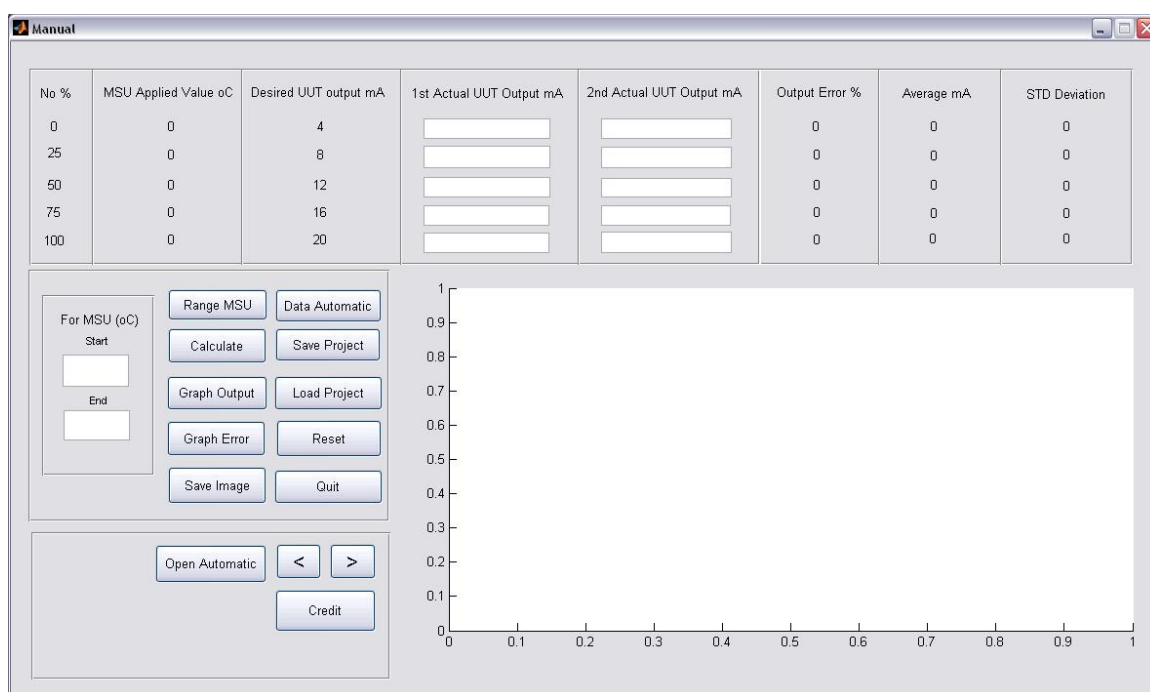 Manual
No % MSU Applied Value oC Desired UUT output mA 1st Actual UUT Output mA 2nd Actual UUT Output mA Output Error % Average mA STD Deviation
0 0 4 0 0 0
25 0 8 0 0 0
50 0 12 0 0 0
75 0 16 0 0 0
100 0 20 0 0 0
For MSU (oC)
Start
End
Range MSU Data Automatic
Calculate Save Project
Graph Output Load Project
Graph Error Reset
Save Image Quit
Open Automatic < >
Credit
1
0.9
0.8
0.7
0.6
0.5
0.4
0.3
0.2
0.1
0
0 0.1 0.2 0.3 0.4 0.5 0.6 0.7 0.8 0.9 1